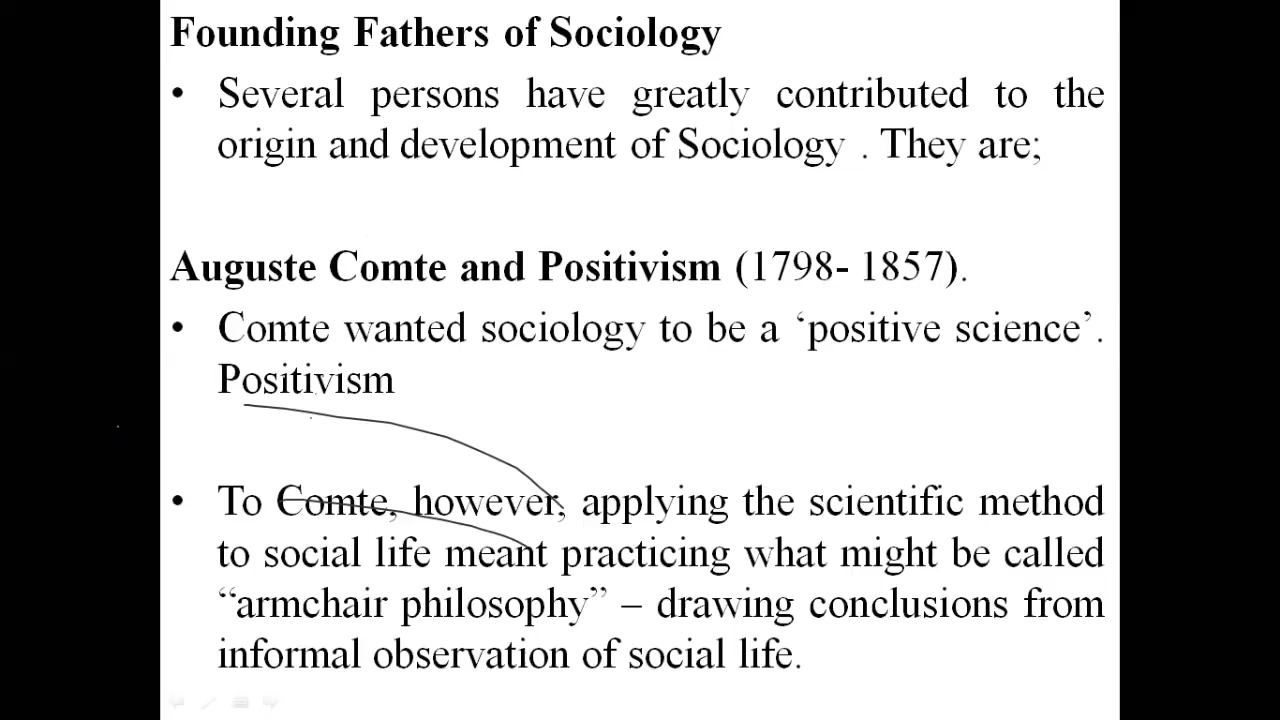 Founding Fathers of Sociology
• Several persons have greatly contributed to the
origin and development of Sociology . They are;
Auguste Comte and Positivism (1798- 1857).
• Comte wanted sociology to be a ‘positive science’.
Positivism
• To Comte, however, applying the scientific method
to social life meant practicing what might be called
“armchair philosophy” – drawing conclusions from
informal observation of social life.